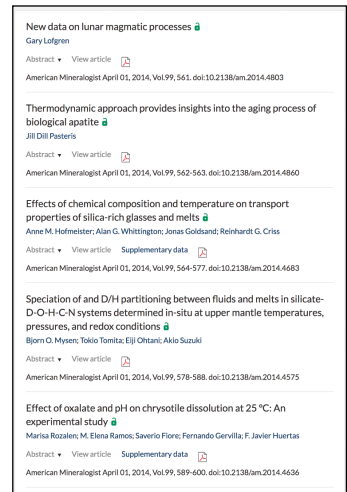 New data on lunar magmatic processes
Gary Lofgren
Abstract ▾ View article
American Mineralogist April 01, 2014, Vol.99, 561. doi:10.2138/am.2014.4803
Thermodynamic approach provides insights into the aging process of
biological apatite
Jill Dill Pasteris
Abstract ▾ View article
American Mineralogist April 01, 2014, Vol.99, 562-563. doi:10.2138/am.2014.4860
Effects of chemical composition and temperature on transport
properties of silica-rich glasses and melts
Anne M. Hofmeister; Alan G. Whittington; Jonas Goldsand; Reinhardt G. Criss
Abstract ▾ View article Supplementary data
American Mineralogist April 01, 2014, Vol.99, 564-577. doi:10.2138/am.2014.4683
Speciation of and D/H partitioning between fluids and melts in silicate-
D-O-H-C-N systems determined in-situ at upper mantle temperatures,
pressures, and redox conditions
Bjorn O. Mysen; Tokio Tomita; Eiji Ohtani; Akio Suzuki
Abstract ▾ View article
American Mineralogist April 01, 2014, Vol.99, 578-588. doi:10.2138/am.2014.4575
Effect of oxalate and pH on chrysotile dissolution at 25 °C: An
experimental study
Marisa Rozalen; M. Elena Ramos; Saverio Fiore; Fernando Gervilla; F. Javier Huertas
Abstract ▾ View article Supplementary data
American Mineralogist April 01, 2014, Vol.99, 589-600. doi:10.2138/am.2014.4636